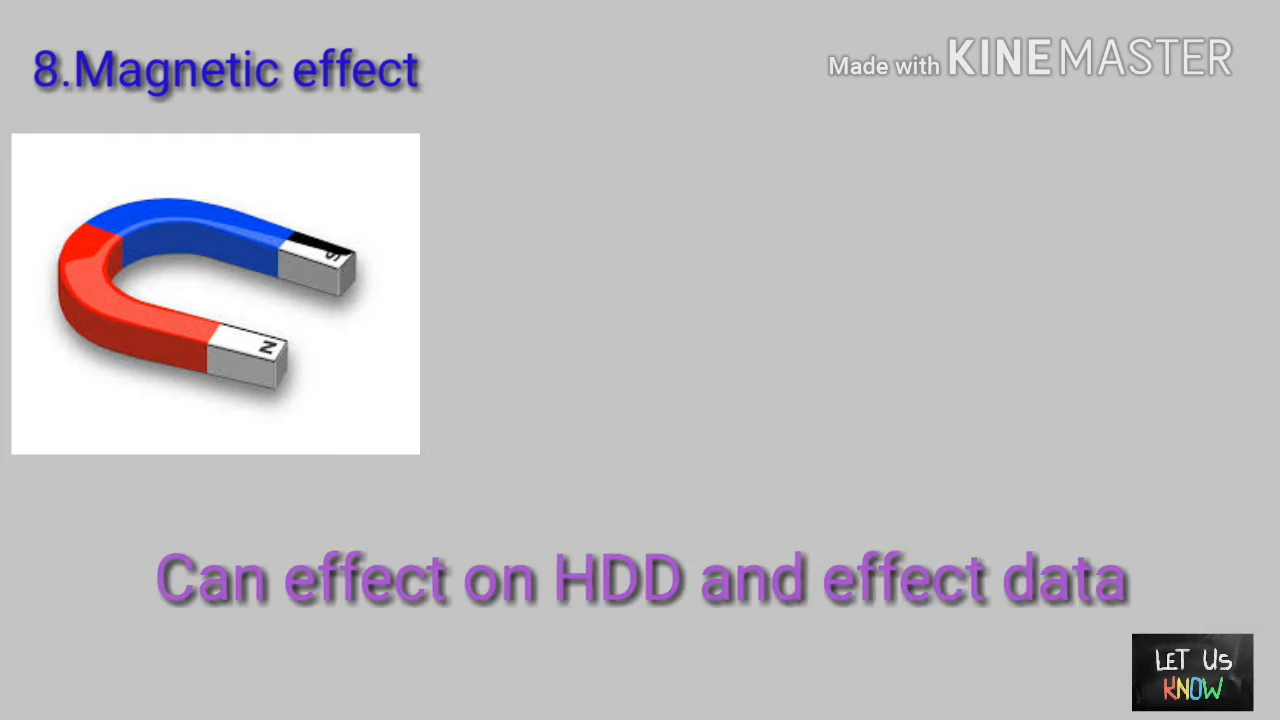 8.Magnetic effect
Made with KINEMASTER
S
N
Can effect on HDD and effect data
LET US
KNOW